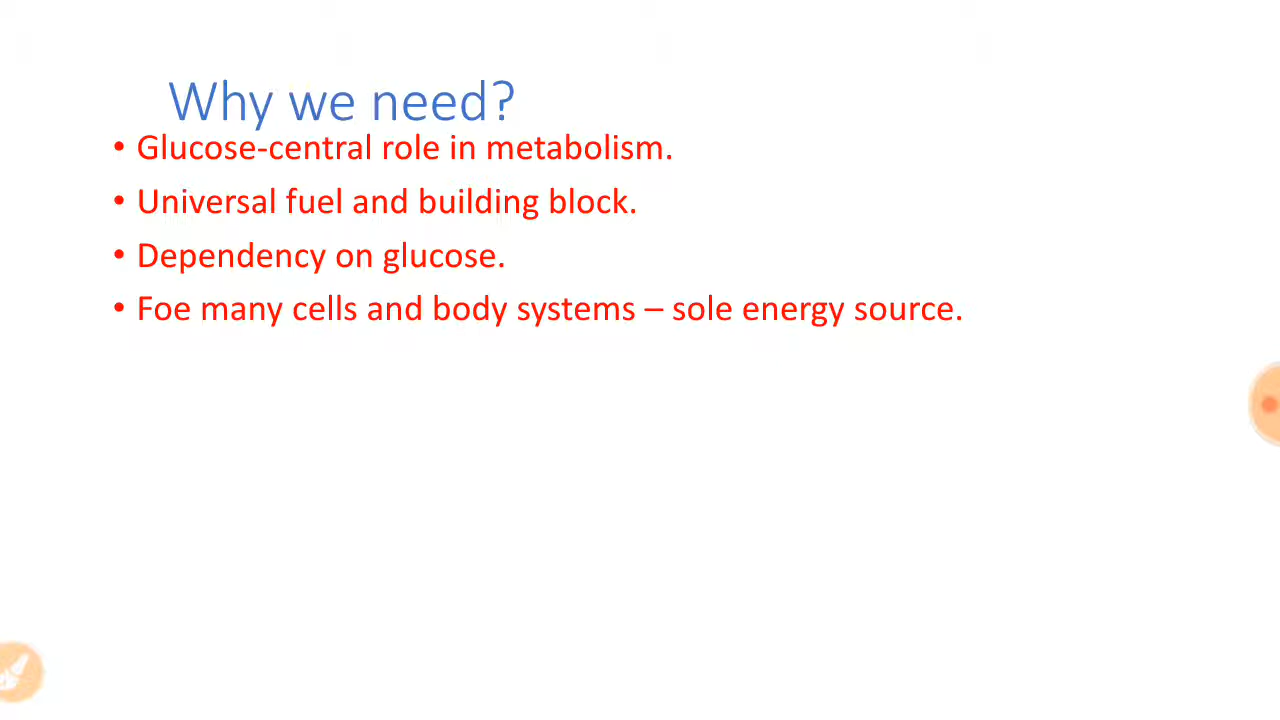 Why we need?
• Glucose-central role in metabolism.
• Universal fuel and building block.
• Dependency on glucose.
• Foe many cells and body systems – sole energy source.